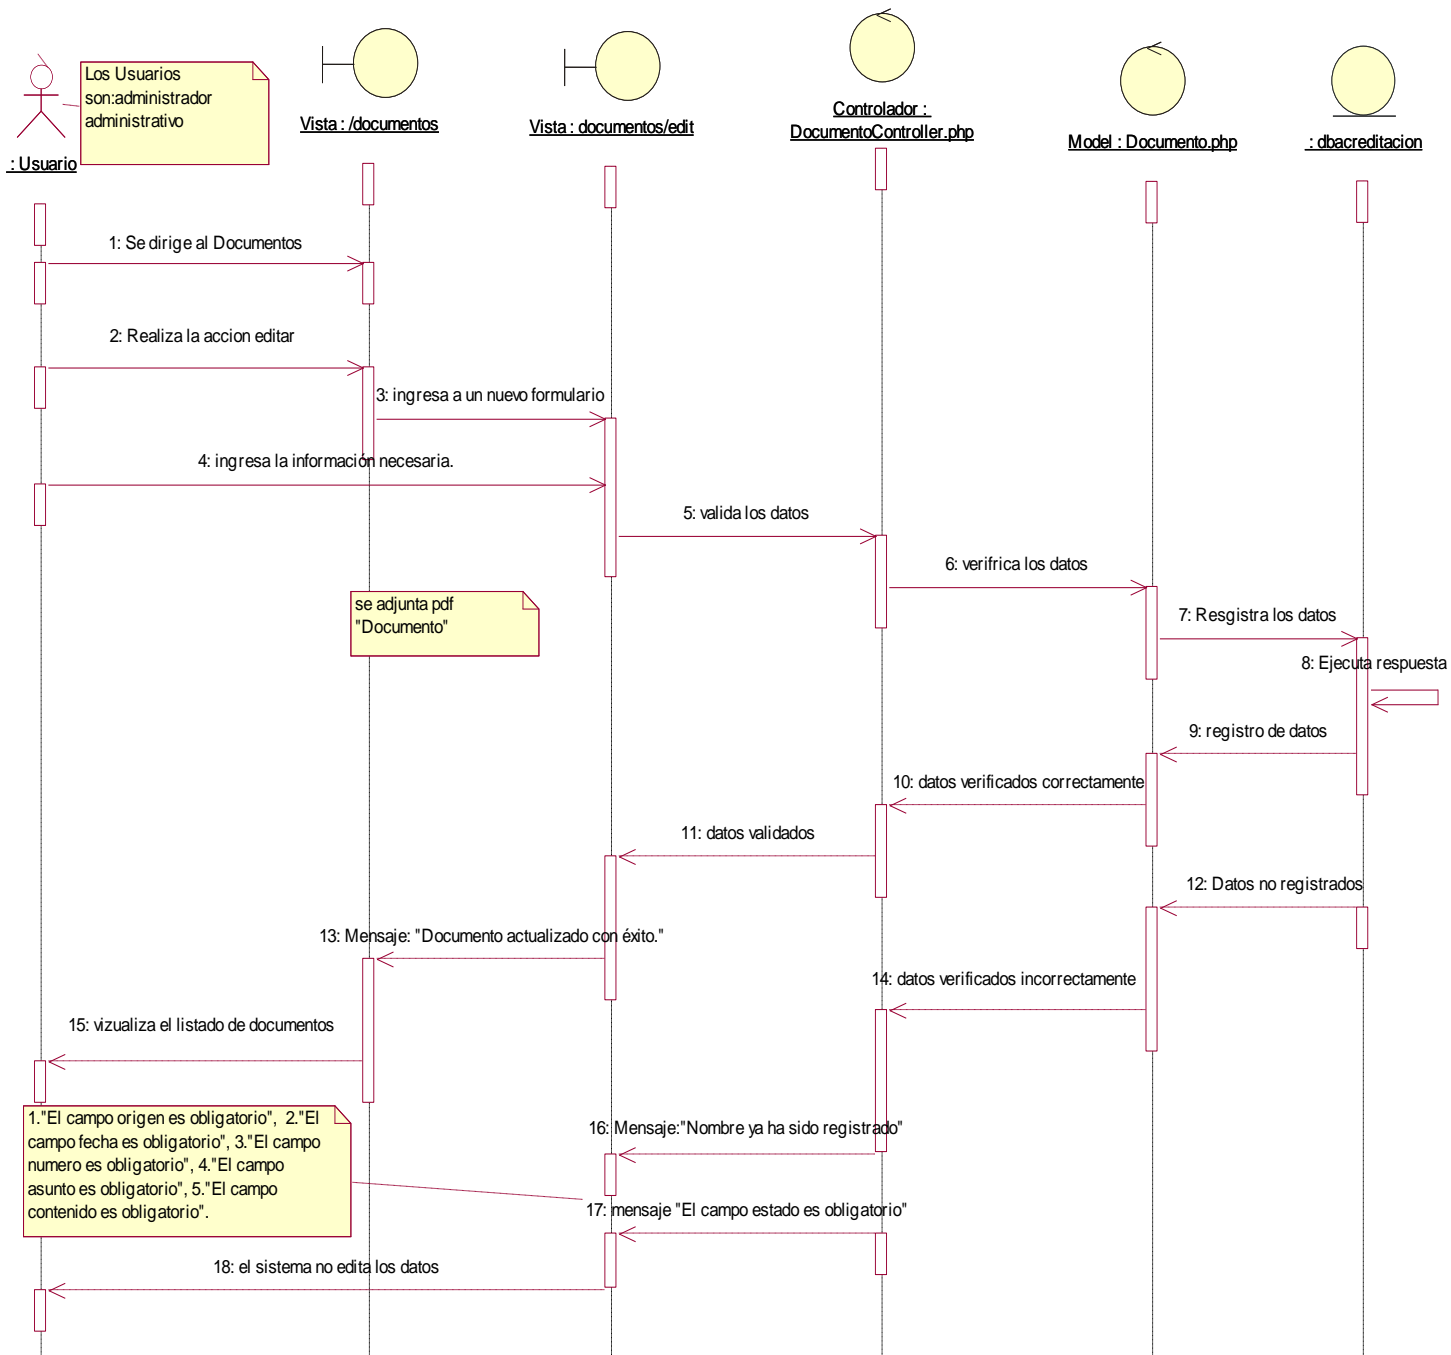 Los Usuarios
son:administrador
administrativo
: Usuario
Vista : /documentos
Vista : documentos/edit
Controlador :
DocumentoController.php
Model : Documento.php
: dbacreditacion
1: Se dirige al Documentos
2: Realiza la accion editar
3: ingresa a un nuevo formulario
4: ingresa la información necesaria.
5: valida los datos
6: verifrica los datos
se adjunta pdf
"Documento"
7: Resgistra los datos
8: Ejecuta respuesta
9: registro de datos
10: datos verificados correctamente
11: datos validados
12: Datos no registrados
13: Mensaje: "Documento actualizado con éxito."
14: datos verificados incorrectamente
15: vizualiza el listado de documentos
1."El campo origen es obligatorio", 2."El
campo fecha es obligatorio", 3."El campo
numero es obligatorio", 4."El campo
asunto es obligatorio", 5."El campo
contenido es obligatorio".
16: Mensaje:"Nombre ya ha sido registrado"
17: mensaje "El campo estado es obligatorio"
18: el sistema no edita los datos